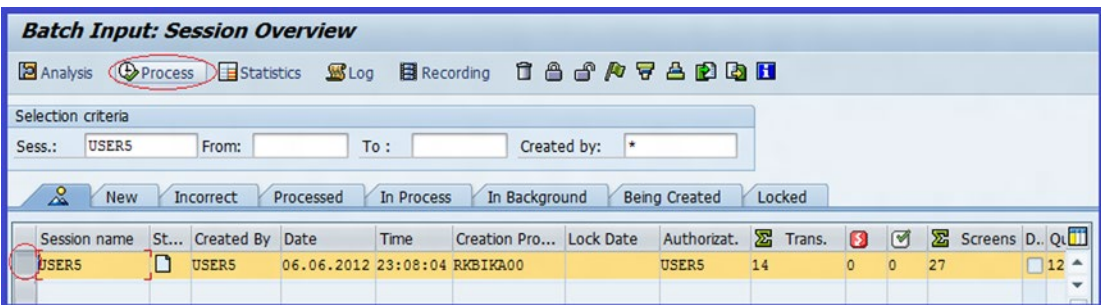 Batch Input: Session Overview
Analysis Process Statistics Log Recording
Selection criteria
Sess.: USER5 From: To : Created by: *
New Incorrect Processed In Process In Background Being Created Locked
Session name St... Created By Date Time Creation Pro... Lock Date Authorizat. Σ Trans. Σ Screens D.. Qu
USER5 USER5 06.06.2012 23:08:04 RKBIKA00 USER5 14 0 0 27 12